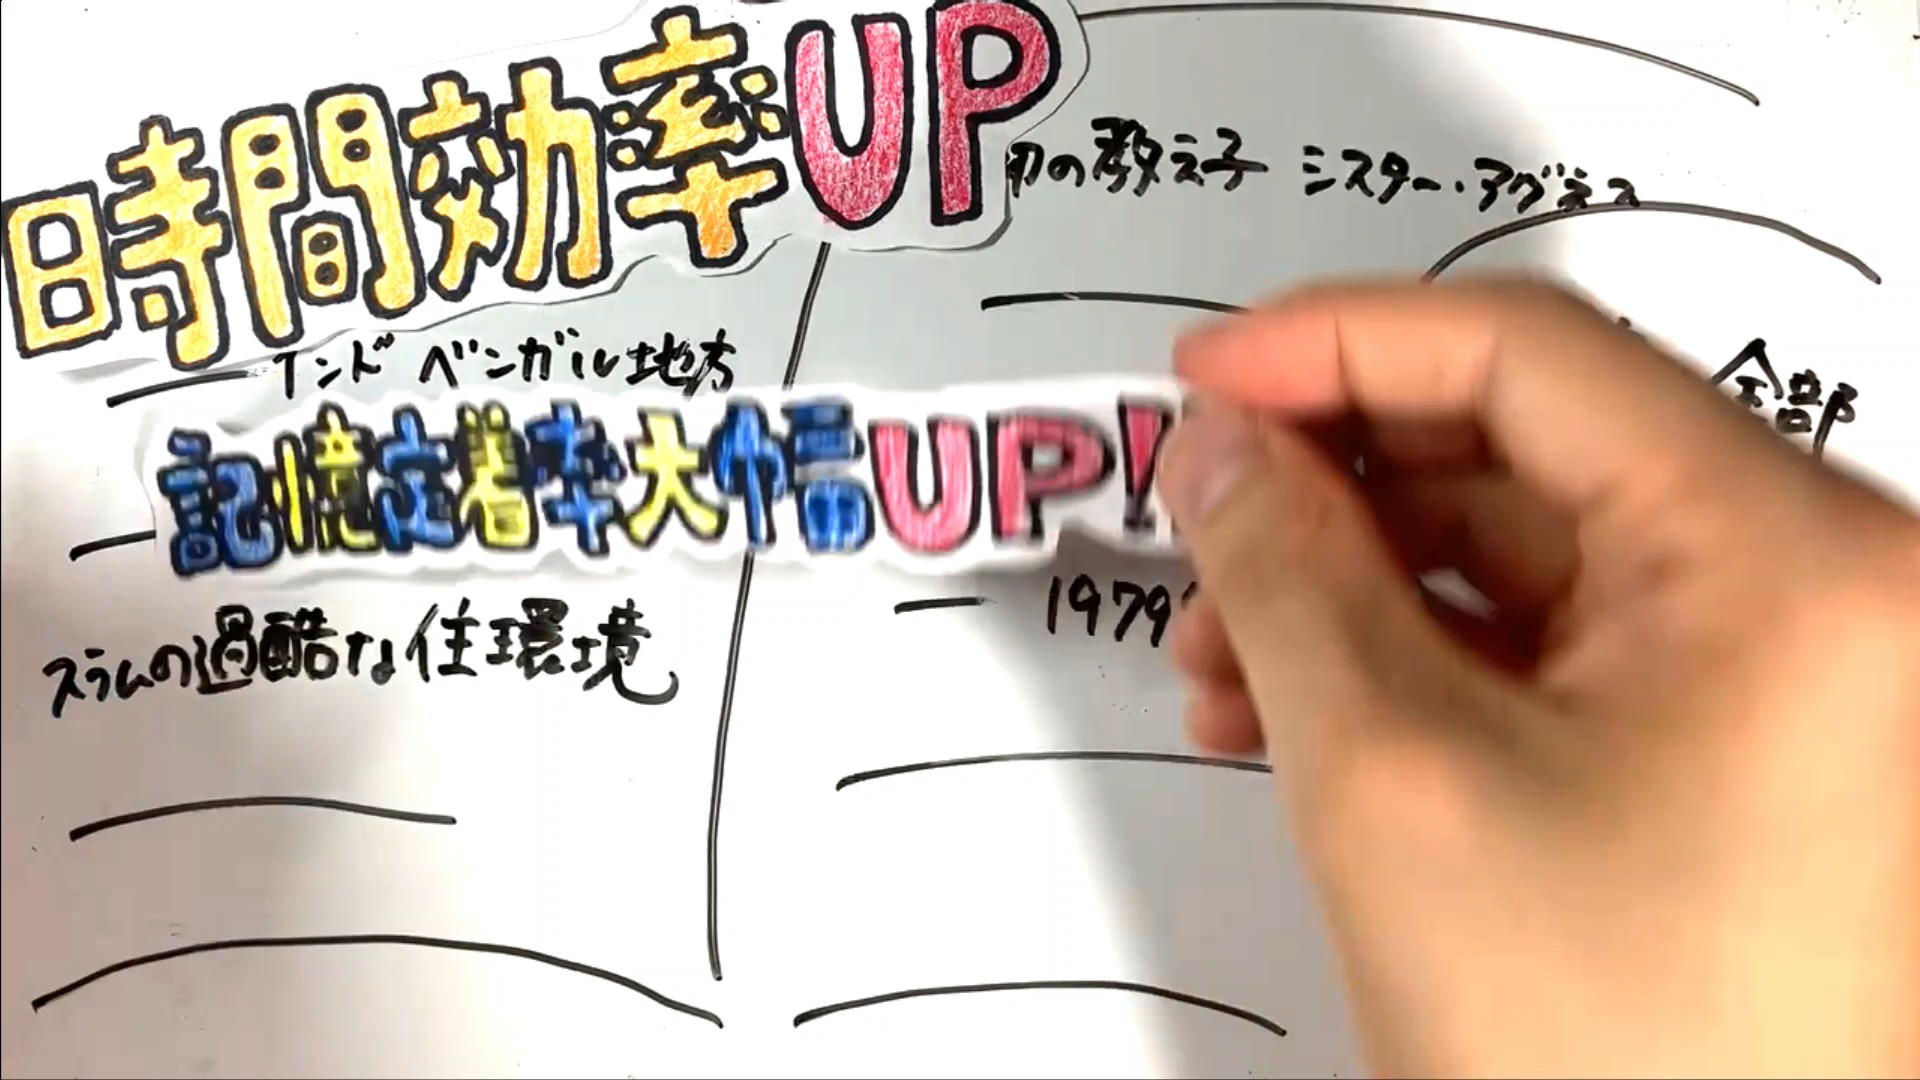 時間効率UP
の教え子 シスター・アグネス
インド ベンガル地方
全部
記憶定着率大幅UP!
1979
スラムの過酷な住環境